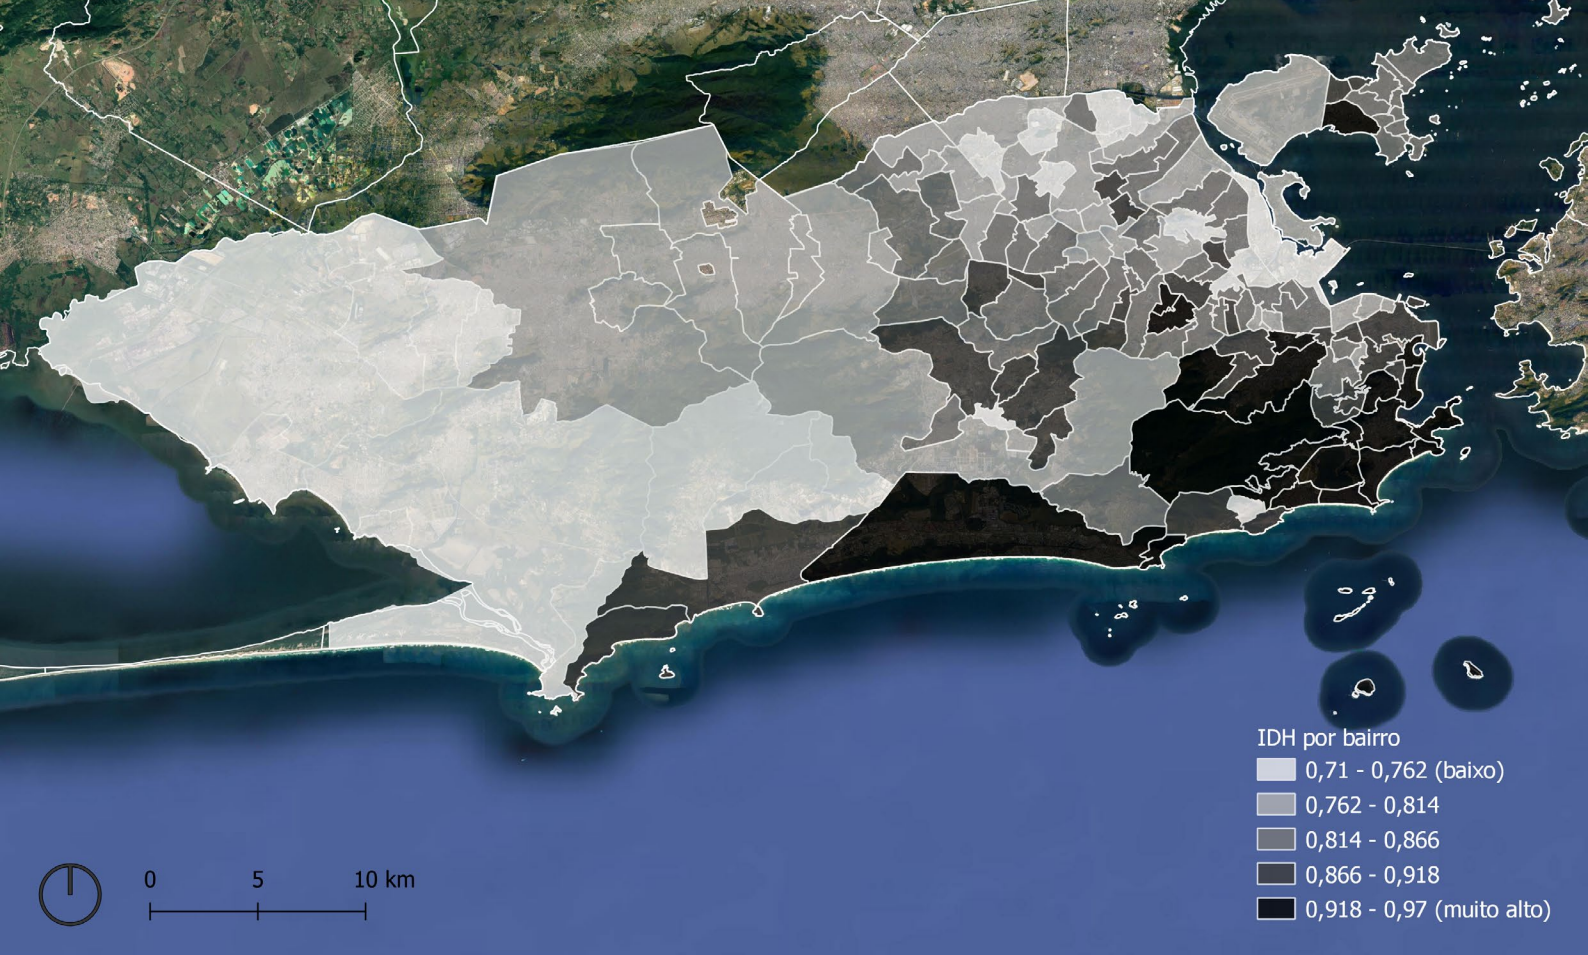 IDH por bairro
0,71 - 0,762 (baixo)
0,762 - 0,814
0,814 - 0,866
0,866 - 0,918
0,918 - 0,97 (muito alto)
0 5 10 km